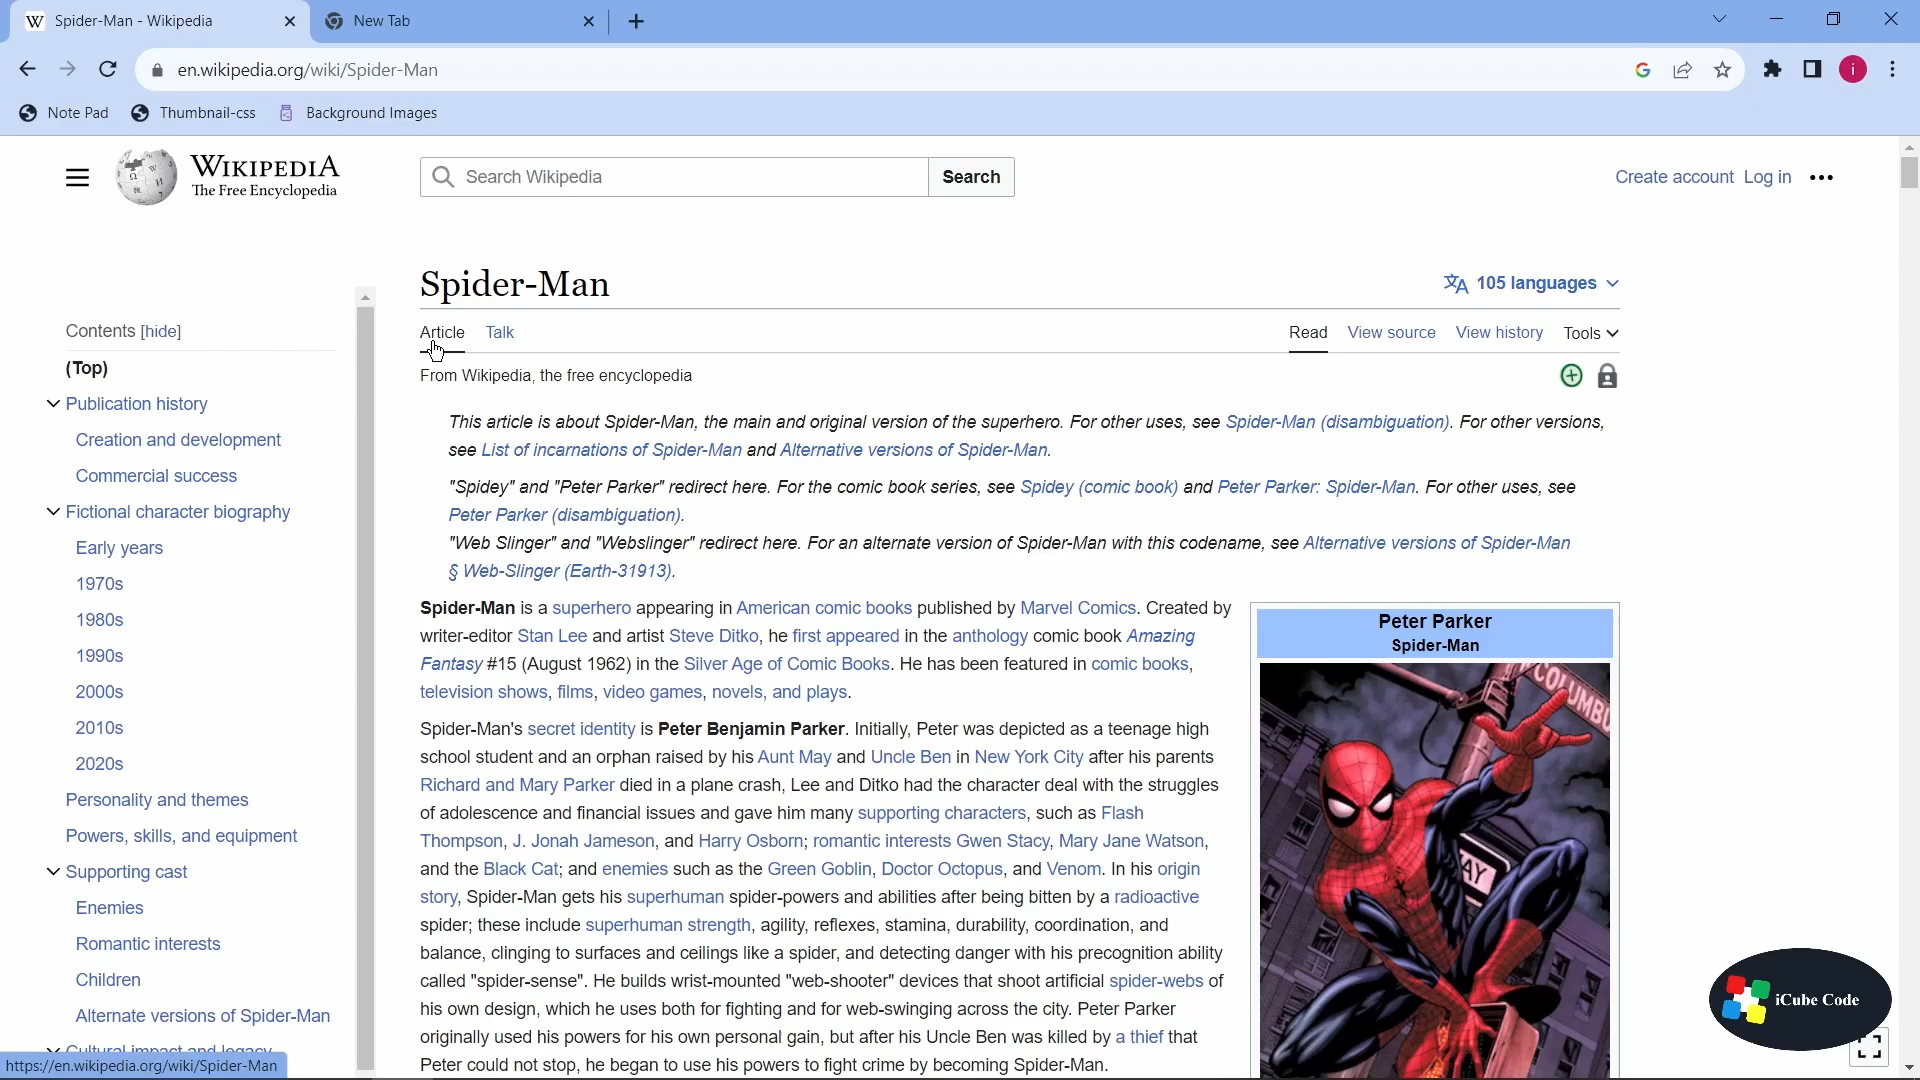 Spider-Man - Wikipedia
New Tab
en.wikipedia.org/wiki/Spider-Man
i
Note Pad
Thumbnail-css
Background Images
WIKIPEDIA
The Free Encyclopedia
Search Wikipedia
Search
Create account
Log in
Spider-Man
105 languages
Article
Talk
Read
View source
View history
Tools
From Wikipedia, the free encyclopedia
Contents [hide]
(Top)
Publication history
Creation and development
Commercial success
Fictional character biography
Early years
1970s
1980s
1990s
2000s
2010s
2020s
Personality and themes
Powers, skills, and equipment
Supporting cast
Enemies
Romantic interests
Children
Alternate versions of Spider-Man
Cultural impact and legacy
https://en.wikipedia.org/wiki/Spider-Man
This article is about Spider-Man, the main and original version of the superhero. For other uses, see Spider-Man (disambiguation). For other versions,
see List of incarnations of Spider-Man and Alternative versions of Spider-Man.
"Spidey" and "Peter Parker" redirect here. For the comic book series, see Spidey (comic book) and Peter Parker: Spider-Man. For other uses, see
Peter Parker (disambiguation).
"Web Slinger" and "Webslinger" redirect here. For an alternate version of Spider-Man with this codename, see Alternative versions of Spider-Man
§ Web-Slinger (Earth-31913).
Spider-Man is a superhero appearing in American comic books published by Marvel Comics. Created by
writer-editor Stan Lee and artist Steve Ditko, he first appeared in the anthology comic book Amazing
Fantasy #15 (August 1962) in the Silver Age of Comic Books. He has been featured in comic books,
television shows, films, video games, novels, and plays.
Spider-Man's secret identity is Peter Benjamin Parker. Initially, Peter was depicted as a teenage high
school student and an orphan raised by his Aunt May and Uncle Ben in New York City after his parents
Richard and Mary Parker died in a plane crash, Lee and Ditko had the character deal with the struggles
of adolescence and financial issues and gave him many supporting characters, such as Flash
Thompson, J. Jonah Jameson, and Harry Osborn; romantic interests Gwen Stacy, Mary Jane Watson,
and the Black Cat; and enemies such as the Green Goblin, Doctor Octopus, and Venom. In his origin
story, Spider-Man gets his superhuman spider-powers and abilities after being bitten by a radioactive
spider; these include superhuman strength, agility, reflexes, stamina, durability, coordination, and
balance, clinging to surfaces and ceilings like a spider, and detecting danger with his precognition ability
called "spider-sense". He builds wrist-mounted "web-shooter" devices that shoot artificial spider-webs of
his own design, which he uses both for fighting and for web-swinging across the city. Peter Parker
originally used his powers for his own personal gain, but after his Uncle Ben was killed by a thief that
Peter could not stop, he began to use his powers to fight crime by becoming Spider-Man.
Peter Parker
Spider-Man
COLUMBU
AY
iCube Code